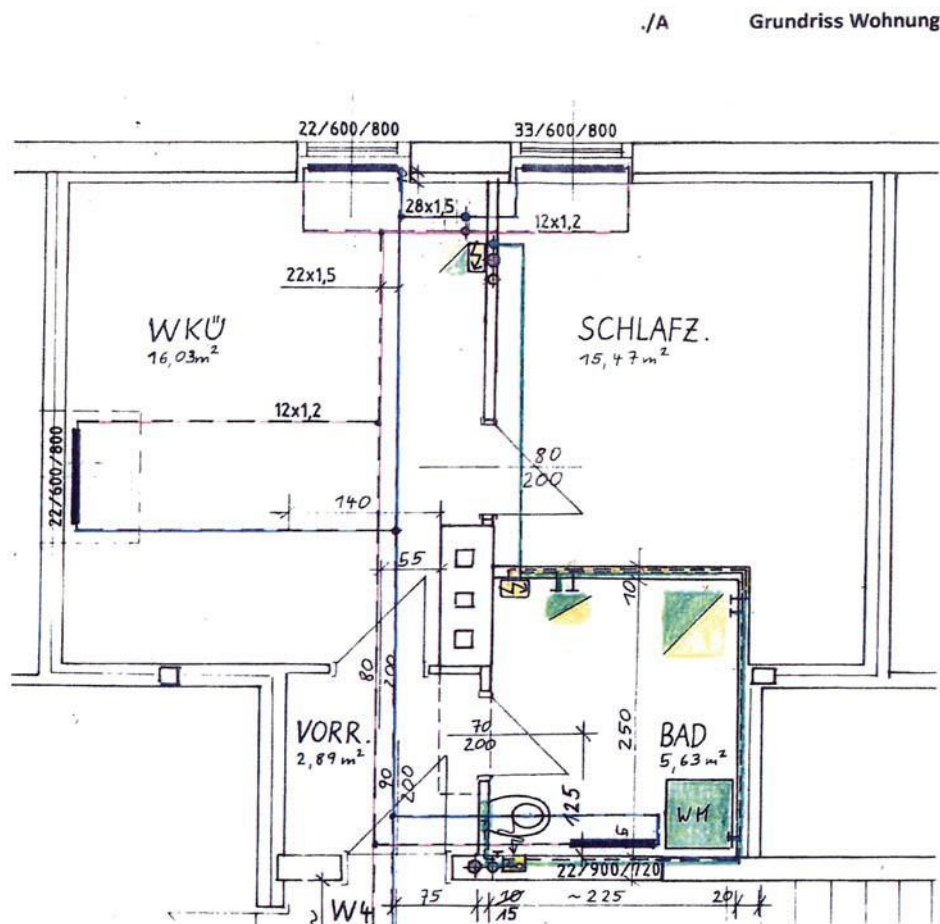 ./A Grundriss Wohnung
22/600/800
33/600/800
28x1,5
12x1,2
22x1,5
WKÜ
16,03m²
SCHLAFZ.
15,47m²
12x1,2
22/600/800
80
200
140
55
10
80
200
VORR.
2,89m²
70
200
250
BAD
5,63m²
90
200
125
WM
22/900/720
W4
75
10
15
~225
20